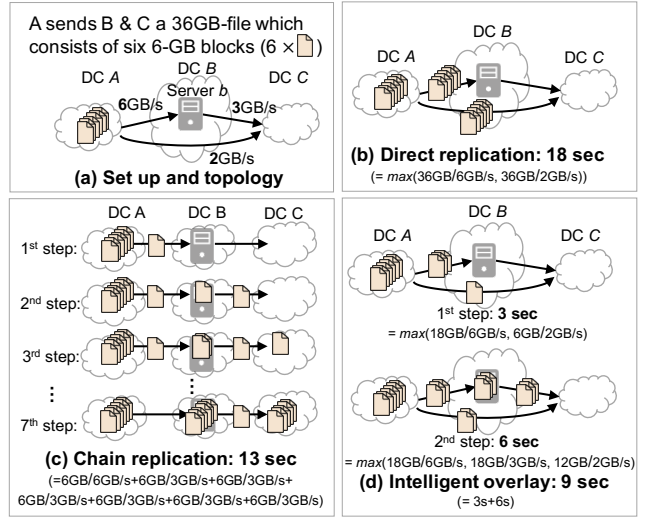 A sends B & C a 36GB-file which
consists of six 6-GB blocks (6 × )
DC A
DC B
DC C
Server b
6GB/s
3GB/s
2GB/s
(a) Set up and topology
DC A
DC B
DC C
(b) Direct replication: 18 sec
(= max(36GB/6GB/s, 36GB/2GB/s))
DC A
DC B
DC C
1st step:
2nd step:
3rd step:
⋮
⋮
7th step:
(c) Chain replication: 13 sec
(=6GB/6GB/s+6GB/3GB/s+6GB/3GB/s+
6GB/3GB/s+6GB/3GB/s+6GB/3GB/s+6GB/3GB/s)
DC A
DC B
DC C
1st step: 3 sec
= max(18GB/6GB/s, 6GB/2GB/s)
2nd step: 6 sec
= max(18GB/6GB/s, 18GB/3GB/s, 12GB/2GB/s)
(d) Intelligent overlay: 9 sec
(= 3s+6s)